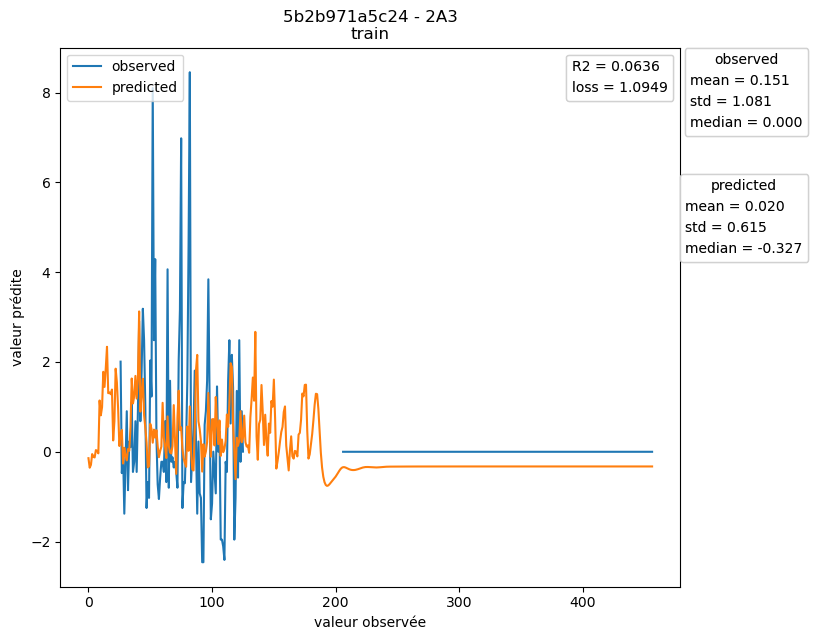 5b2b971a5c24 - 2A3
train
observed
predicted
R2 = 0.0636
loss = 1.0949
observed
mean = 0.151
std = 1.081
median = 0.000
predicted
mean = 0.020
std = 0.615
median = -0.327
valeur prédite
8
6
4
2
0
−2
0
100
200
300
400
valeur observée